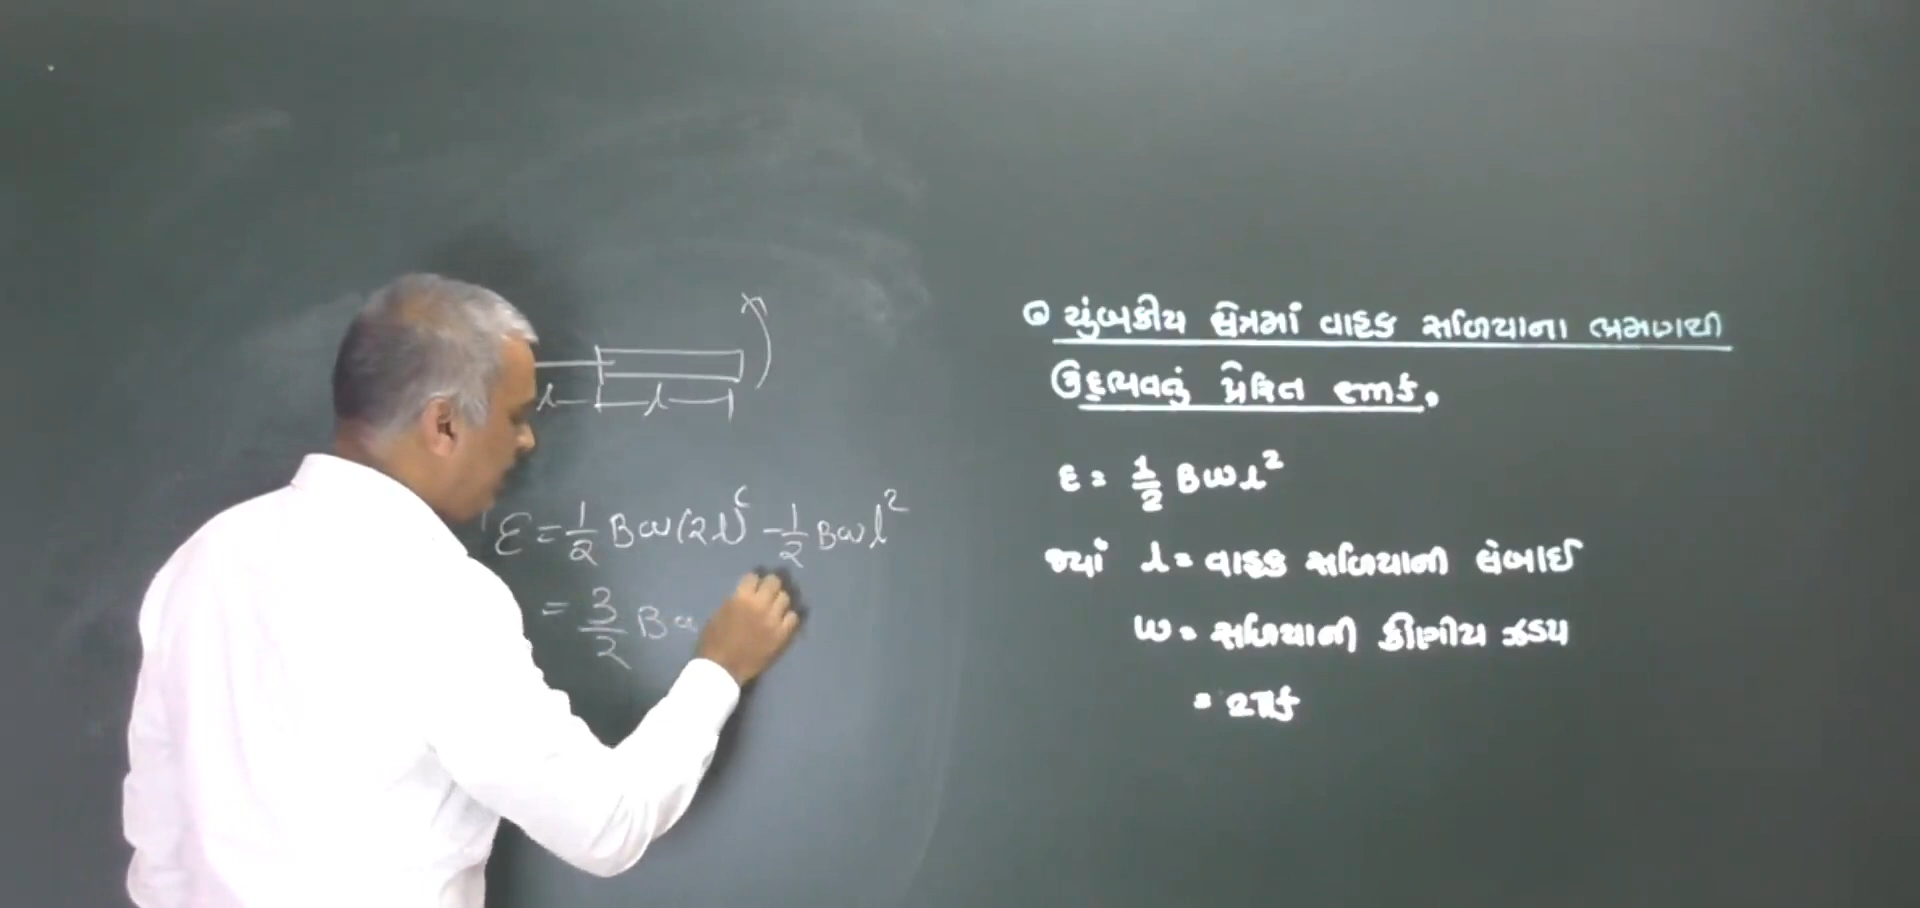 l l
ε = 1/2 Bω(2l)² - 1/2 Bωl²
= 3/2 Bω
ચુંબકીય ક્ષેત્રમાં વાહક સળિયાના ભ્રમણથી
ઉદ્દભવતું પ્રેરિત emf.
ε = 1/2 Bωl²
જ્યાં l = વાહક સળિયાની લંબાઈ
ω = સળિયાની કોણીય ઝડપ
= 2πf